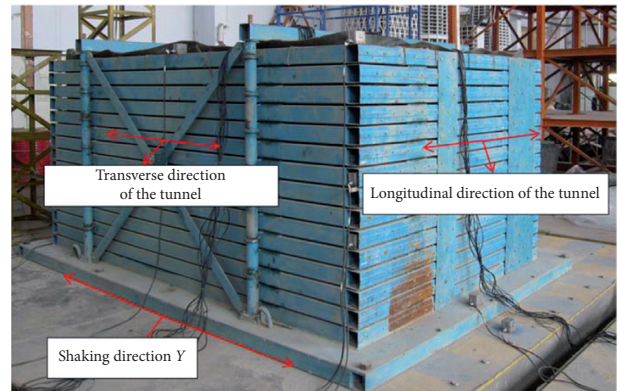 Transverse direction
of the tunnel
Longitudinal direction of the tunnel
Shaking direction Y